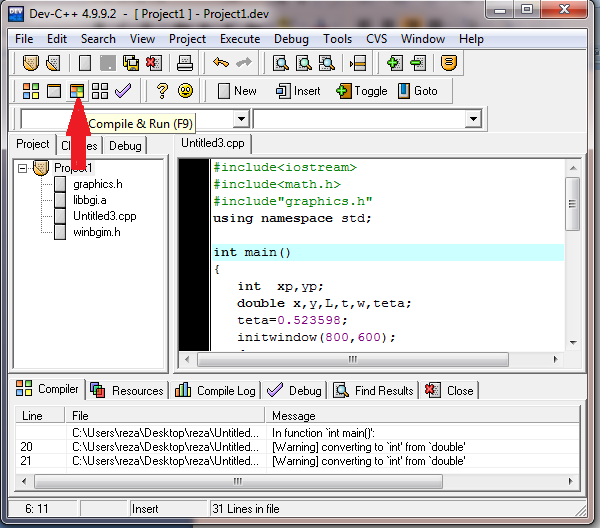 Dev-C++ 4.9.9.2 - [ Project1 ] - Project1.dev
File Edit Search View Project Execute Debug Tools CVS Window Help
New Insert Toggle Goto
Compile & Run (F9)
Project Debug
Untitled3.cpp
Project1
graphics.h
libbgi.a
Untitled3.cpp
winbgim.h
#include<iostream>
#include<math.h>
#include"graphics.h"
using namespace std;
int main()
{
int xp,yp;
double x,y,L,t,w,teta;
teta=0.523598;
initwindow(800,600);
Compiler Resources Compile Log Debug Find Results Close
Line File Message
C:\Users\reza\Desktop\reza\Untitled... In function `int main()':
20 C:\Users\reza\Desktop\reza\Untitled... [Warning] converting to `int' from `double'
21 C:\Users\reza\Desktop\reza\Untitled... [Warning] converting to `int' from `double'
6: 11 Insert 31 Lines in file